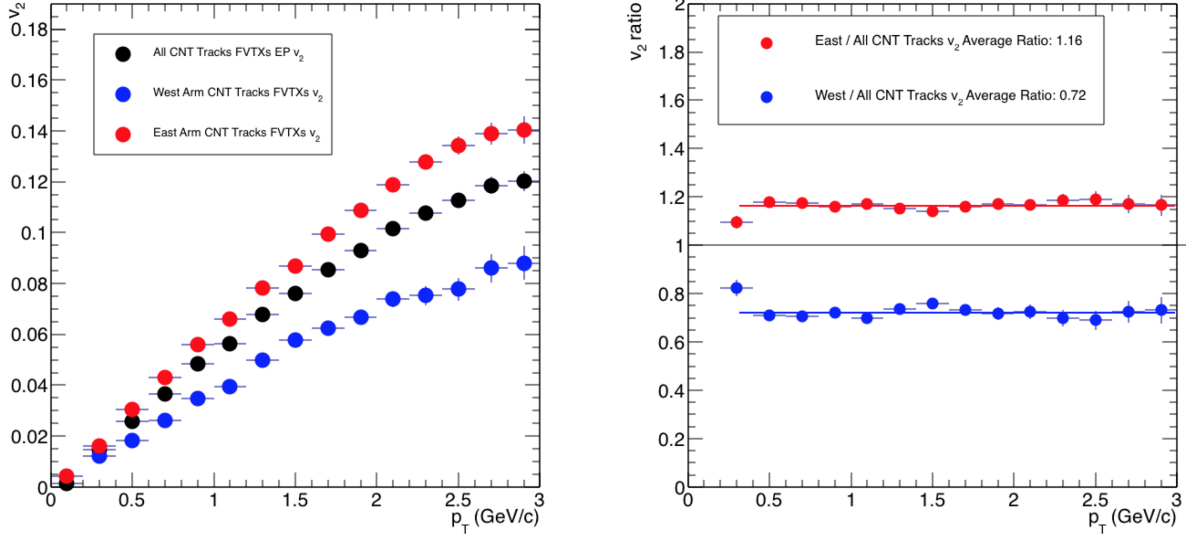 v2
0.18
0.16
0.14
0.12
0.1
0.08
0.06
0.04
0.02
0
All CNT Tracks FVTXs EP v2
West Arm CNT Tracks FVTXs v2
East Arm CNT Tracks FVTXs v2
0 0.5 1 1.5 2 2.5 3
pT (GeV/c)
v2 ratio
2
1.8
1.6
1.4
1.2
1
0.8
0.6
0.4
0.2
0
East / All CNT Tracks v2 Average Ratio: 1.16
West / All CNT Tracks v2 Average Ratio: 0.72
0 0.5 1 1.5 2 2.5 3
pT (GeV/c)